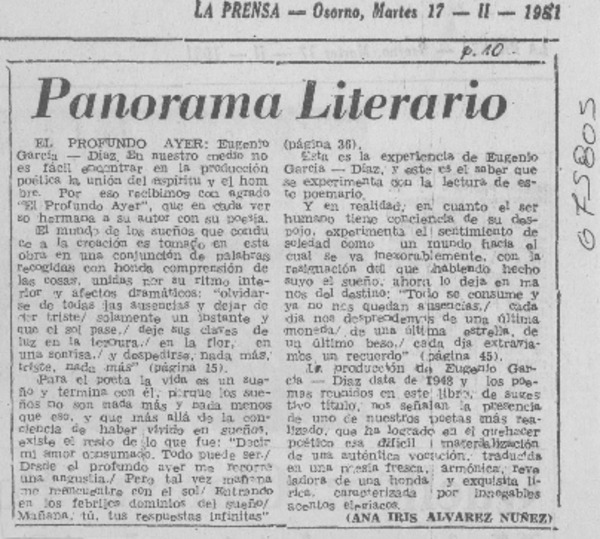 LA PRENSA — Osorno, Martes 17 — II — 1981
p. 10
Panorama Literario
EL PROFUNDO AYER: Eugenio
García — Díaz. En nuestro medio no
es fácil encontrar en la producción
poética la unión del espíritu y el hom
bre. Por eso recibimos con agrado
"El Profundo Ayer", que en cada ver
so hermana a su autor con su poesía.
El mundo de los sueños que condu
ce a la creación es tomado en esta
obra en una conjunción de palabras
recogidas con honda comprensión de
las cosas, unidas por su ritmo inte-
rior y afectos dramáticos: "olvidar-
se de todas las ausencias y dejar de
ser triste/ solamente un instante y
que el sol pase/ deje sus claves de
luz en la ternura/ en la flor, en
una sonrisa/ y despedirse, nada más,
triste, nada más" (página 15).
Para el poeta la vida es un sue-
ño y termina con él, porque los sue-
ños no son nada más y nada menos
que eso, y que más allá de la con-
ciencia de haber vivido en sueños,
existe el resto de lo que fue: "Decir
mi amor consumado. Todo puede ser/
Desde el profundo ayer me recorre
una angustia/ Pero tal vez mañana
me reencuentre con el sol/ Entrando
en los febriles dominios del sueño/
Mañana, tú, tus respuestas infinitas"
(página 36).
Esta es la experiencia de Eugenio
García — Díaz, y este es el saber que
se experimenta con la lectura de es-
te poemario.
Y es realidad, en cuanto el ser
humano tiene conciencia de su des-
pojo, experimenta el sentimiento de
soledad como un mundo hacia el
cual se va inexorablemente, con la
resignación del que habiendo hecho
suyo el sueño, ahora lo deja en ma
nos del destino: "Todo se consume y
ya no nos quedan ausencias,/ cada
día nos desprendemos de una última
moneda/ de una última estrella, de
un último beso,/ cada día extravia-
mos un recuerdo" (página 45).
La producción de Eugenio Gar-
cía — Díaz data de 1948 y los poe-
mas reunidos en este libro, de suges
tivo título, nos señalan la presencia
de uno de nuestros poetas más rea-
lizado, que ha logrado en el quehacer
poético esa difícil materialización
de una auténtica vocación, traducida
en una poesía fresca, armónica, reve
ladora de una honda y exquisita lí-
rica, caracterizada por innegables
acentos elegíacos.
(ANA IRIS ALVAREZ NUÑEZ)
075805